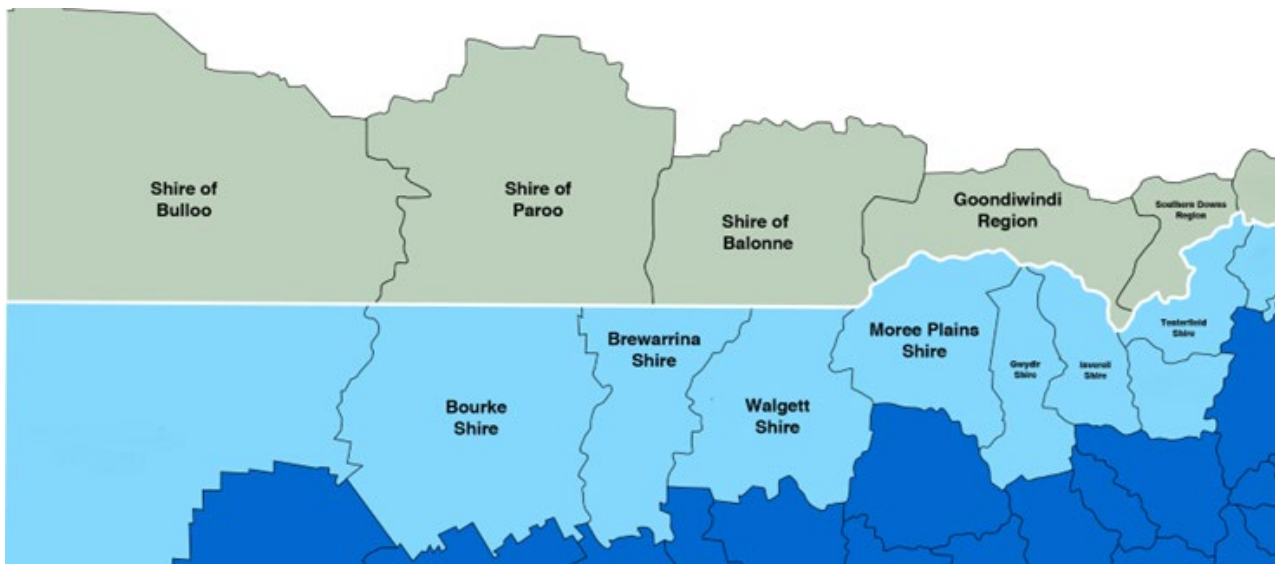 Shire of
Bulloo
Shire of
Paroo
Shire of
Balonne
Goondiwindi
Region
Southern Downs
Region
Bourke
Shire
Brewarrina
Shire
Walgett
Shire
Moree Plains
Shire
Gwydir
Shire
Inverell
Shire
Tenterfield
Shire